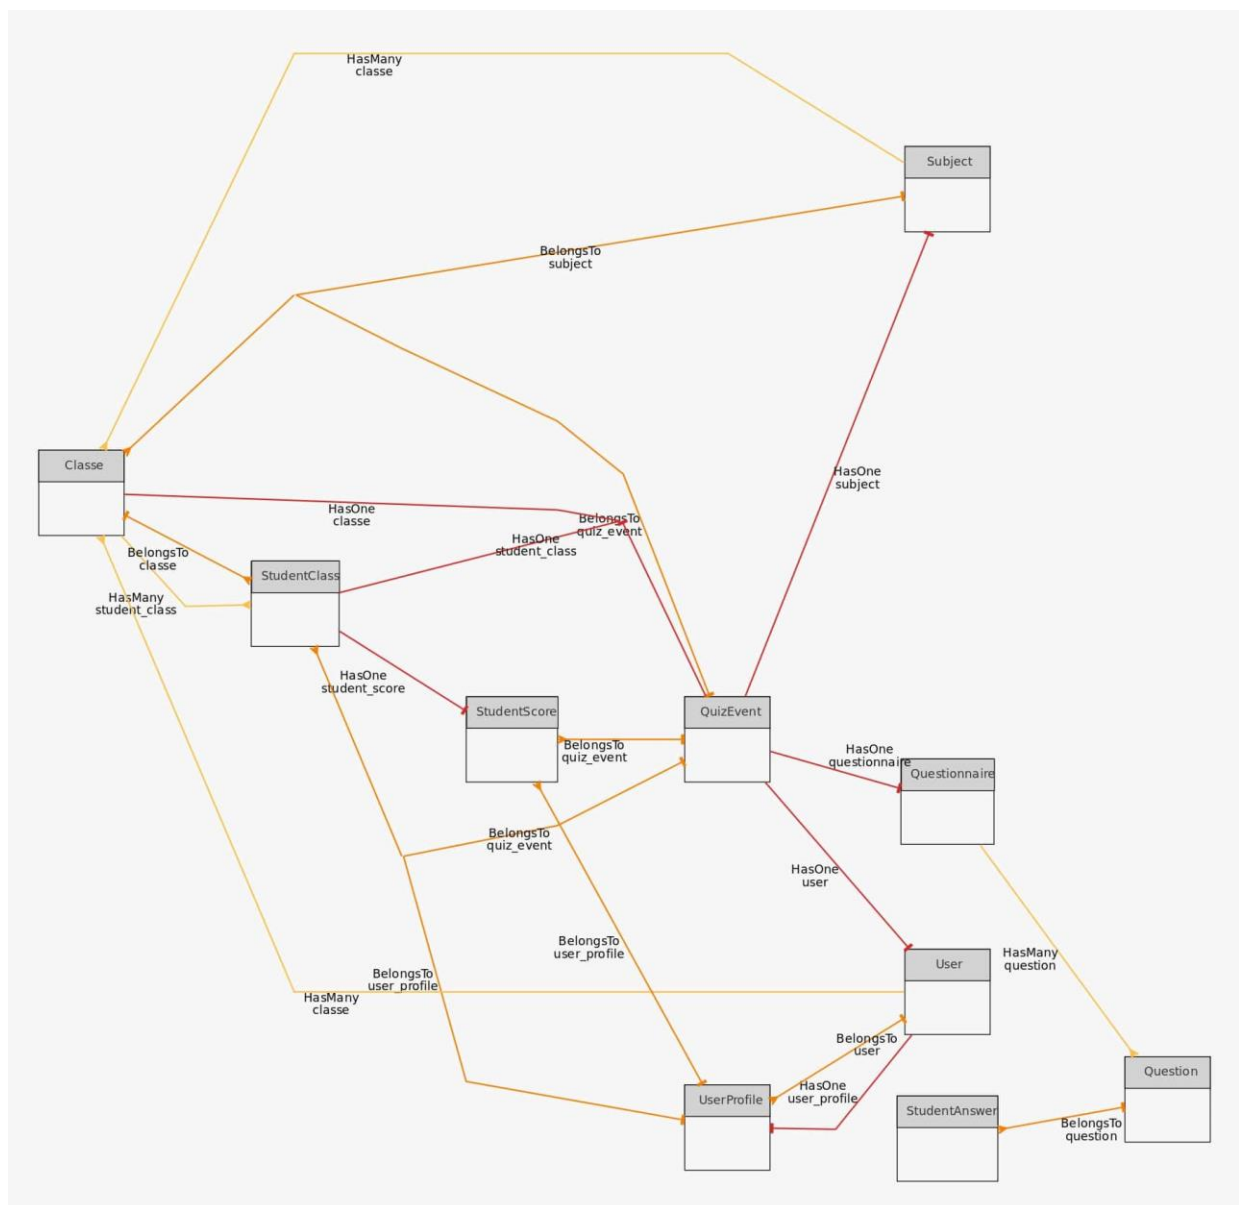 HasMany
classe
Subject
BelongsTo
subject
Classe
HasOne
subject
HasOne
classe
BelongsTo
quiz_event
HasOne
student_class
BelongsTo
classe
StudentClass
HasMany
student_class
HasOne
student_score
StudentScore
QuizEvent
BelongsTo
quiz_event
HasOne
questionnaire
Questionnaire
BelongsTo
quiz_event
HasOne
user
BelongsTo
user_profile
HasMany
question
User
BelongsTo
user_profile
HasMany
classe
BelongsTo
user
Question
HasOne
user_profile
UserProfile
StudentAnswer
BelongsTo
question